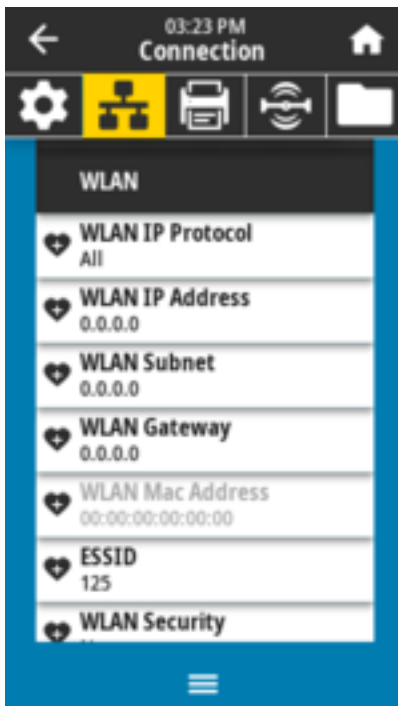 03:23 PM
Connection
WLAN
WLAN IP Protocol
All
WLAN IP Address
0.0.0.0
WLAN Subnet
0.0.0.0
WLAN Gateway
0.0.0.0
WLAN Mac Address
00:00:00:00:00:00
ESSID
125
WLAN Security